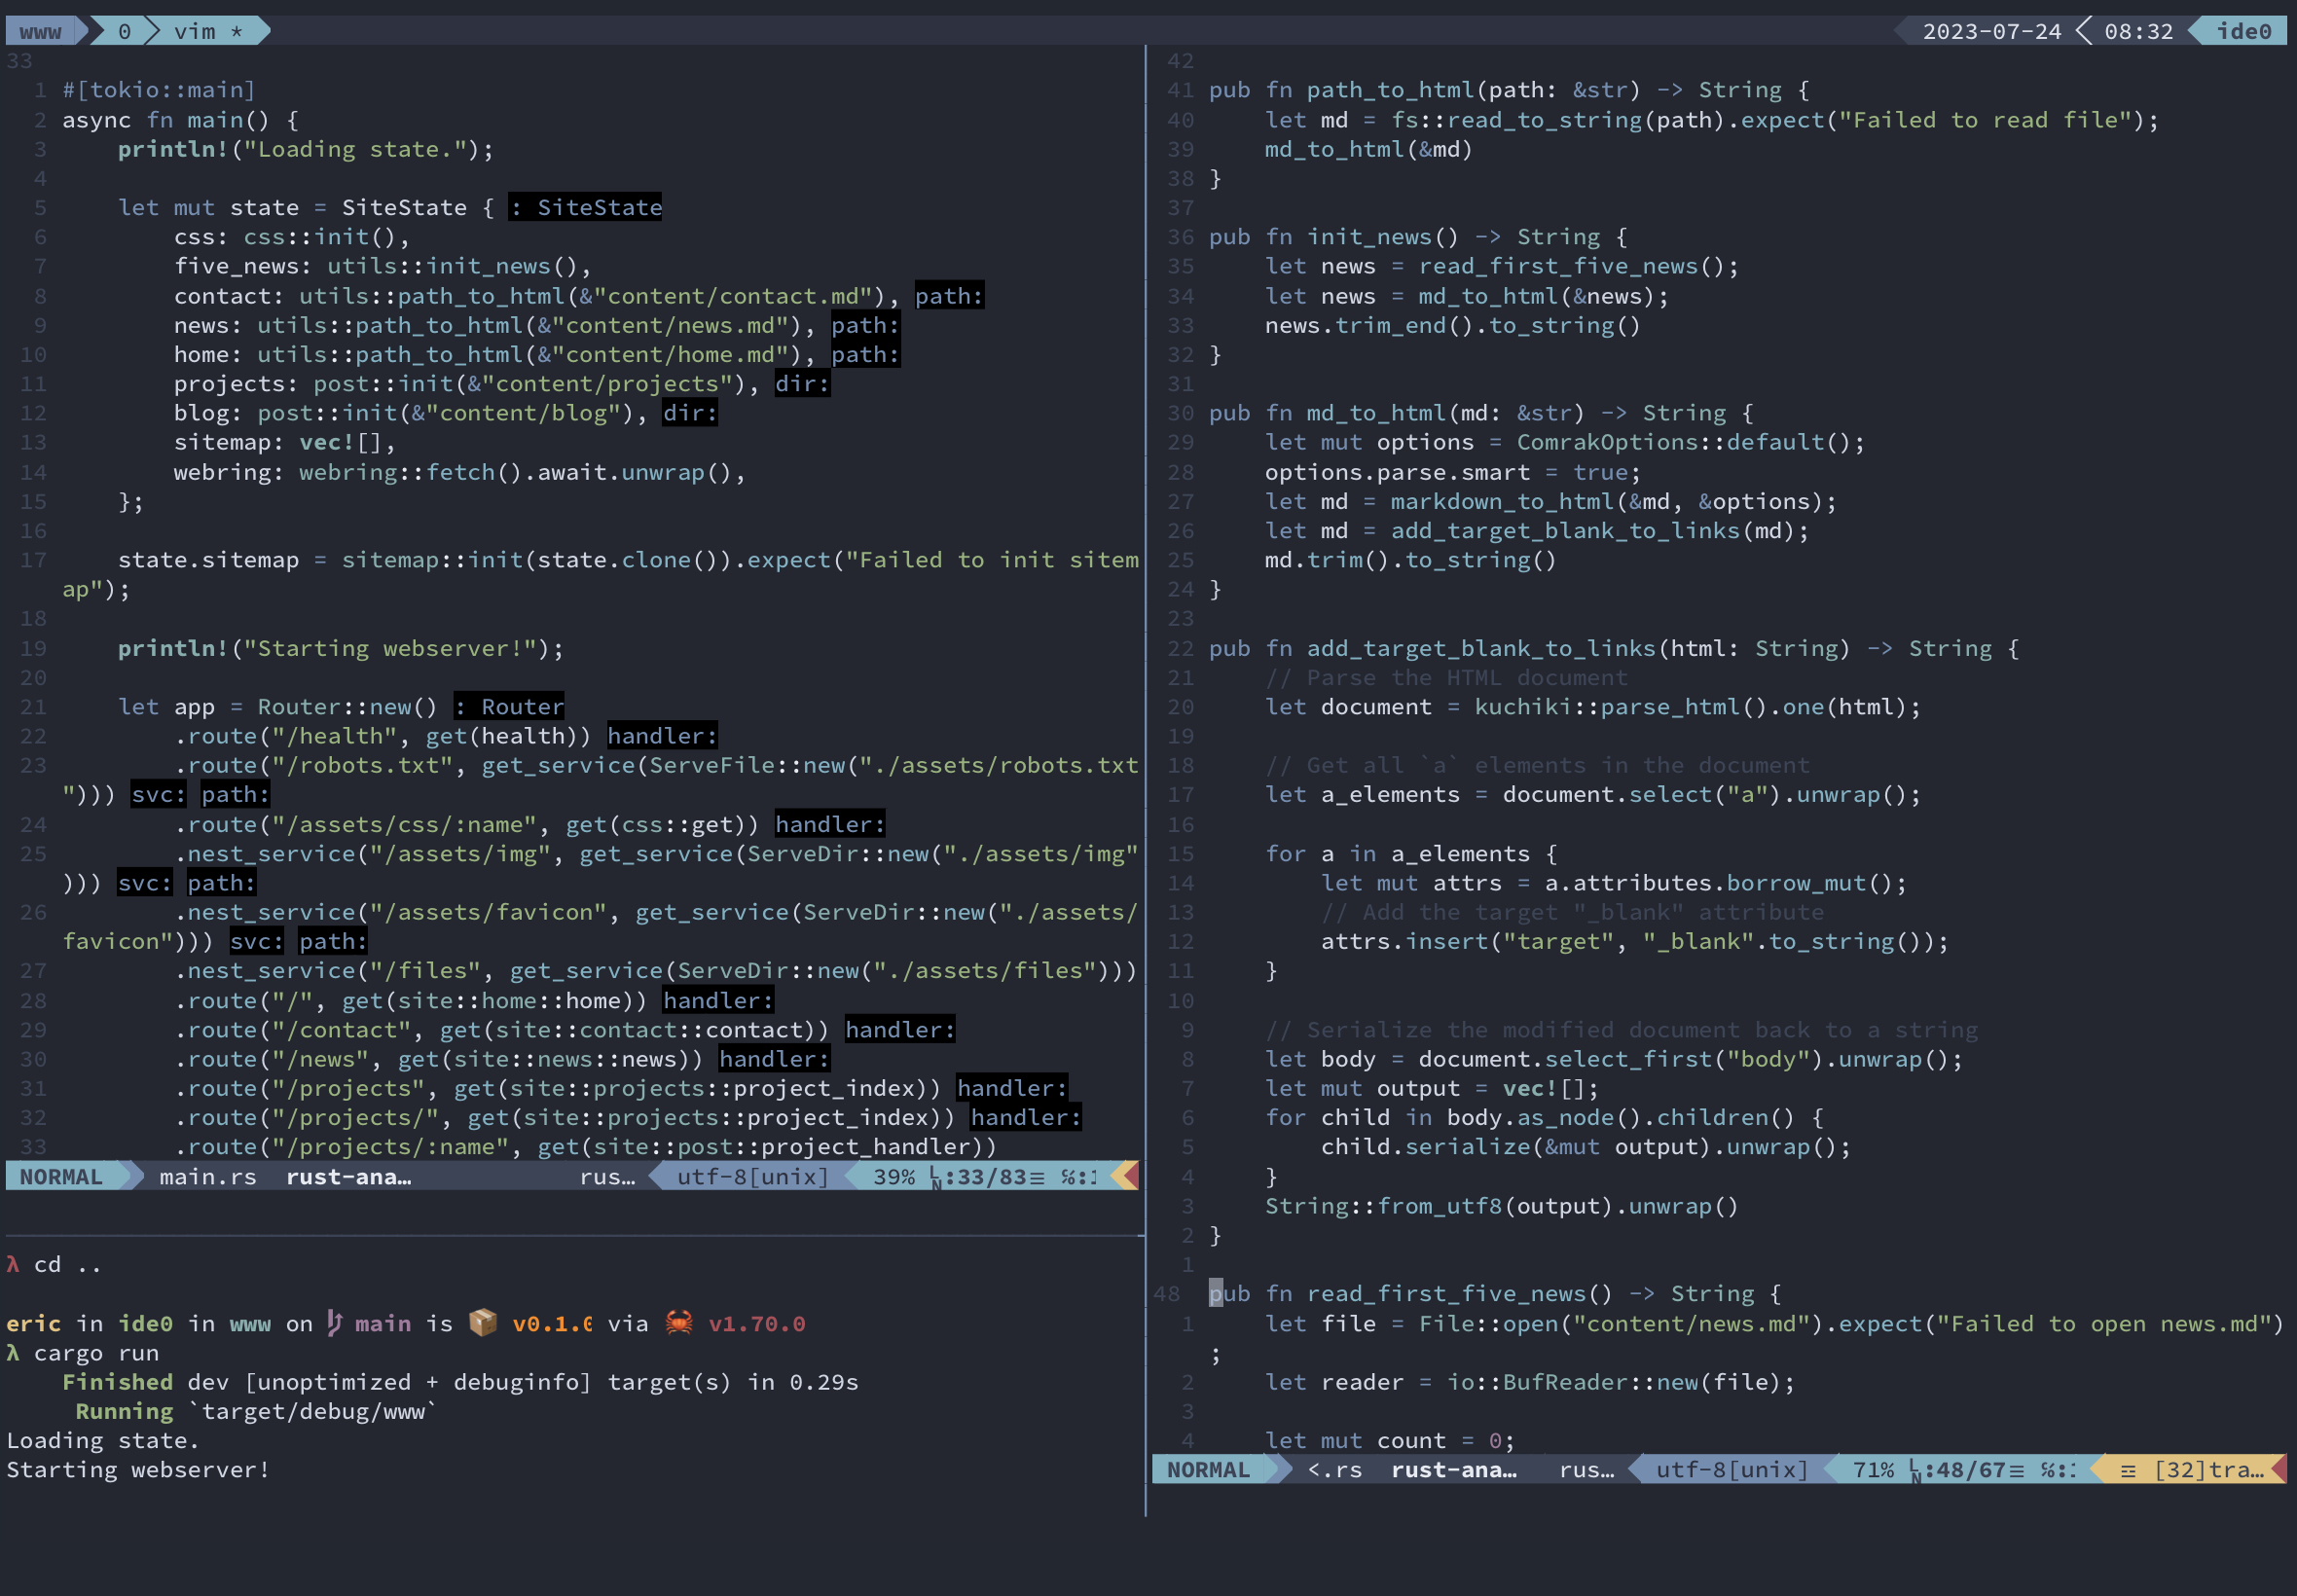 www 0 vim * 2023-07-24 08:32 ide0
33
1 #[tokio::main]
2 async fn main() {
3     println!("Loading state.");
4
5     let mut state = SiteState { : SiteState
6         css: css::init(),
7         five_news: utils::init_news(),
8         contact: utils::path_to_html(&"content/contact.md"), path:
9         news: utils::path_to_html(&"content/news.md"), path:
10         home: utils::path_to_html(&"content/home.md"), path:
11         projects: post::init(&"content/projects"), dir:
12         blog: post::init(&"content/blog"), dir:
13         sitemap: vec![],
14         webring: webring::fetch().await.unwrap(),
15     };
16
17     state.sitemap = sitemap::init(state.clone()).expect("Failed to init sitem
ap");
18
19     println!("Starting webserver!");
20
21     let app = Router::new() : Router
22         .route("/health", get(health)) handler:
23         .route("/robots.txt", get_service(ServeFile::new("./assets/robots.txt
"))) svc: path:
24         .route("/assets/css/:name", get(css::get)) handler:
25         .nest_service("/assets/img", get_service(ServeDir::new("./assets/img"
))) svc: path:
26         .nest_service("/assets/favicon", get_service(ServeDir::new("./assets/
favicon"))) svc: path:
27         .nest_service("/files", get_service(ServeDir::new("./assets/files")))
28         .route("/", get(site::home::home)) handler:
29         .route("/contact", get(site::contact::contact)) handler:
30         .route("/news", get(site::news::news)) handler:
31         .route("/projects", get(site::projects::project_index)) handler:
32         .route("/projects/", get(site::projects::project_index)) handler:
33         .route("/projects/:name", get(site::post::project_handler))
NORMAL main.rs rust-ana… rus… utf-8[unix] 39% LN:33/83≡ ℅:1
λ cd ..
eric in ide0 in www on main is 📦 v0.1.0 via 🦀 v1.70.0
λ cargo run
    Finished dev [unoptimized + debuginfo] target(s) in 0.29s
     Running `target/debug/www`
Loading state.
Starting webserver!
42
41 pub fn path_to_html(path: &str) -> String {
40     let md = fs::read_to_string(path).expect("Failed to read file");
39     md_to_html(&md)
38 }
37
36 pub fn init_news() -> String {
35     let news = read_first_five_news();
34     let news = md_to_html(&news);
33     news.trim_end().to_string()
32 }
31
30 pub fn md_to_html(md: &str) -> String {
29     let mut options = ComrakOptions::default();
28     options.parse.smart = true;
27     let md = markdown_to_html(&md, &options);
26     let md = add_target_blank_to_links(md);
25     md.trim().to_string()
24 }
23
22 pub fn add_target_blank_to_links(html: String) -> String {
21     // Parse the HTML document
20     let document = kuchiki::parse_html().one(html);
19
18     // Get all `a` elements in the document
17     let a_elements = document.select("a").unwrap();
16
15     for a in a_elements {
14         let mut attrs = a.attributes.borrow_mut();
13         // Add the target "_blank" attribute
12         attrs.insert("target", "_blank".to_string());
11     }
10
9     // Serialize the modified document back to a string
8     let body = document.select_first("body").unwrap();
7     let mut output = vec![];
6     for child in body.as_node().children() {
5         child.serialize(&mut output).unwrap();
4     }
3     String::from_utf8(output).unwrap()
2 }
1
48 pub fn read_first_five_news() -> String {
1     let file = File::open("content/news.md").expect("Failed to open news.md")
;
2     let reader = io::BufReader::new(file);
3
4     let mut count = 0;
NORMAL <.rs rust-ana… rus… utf-8[unix] 71% LN:48/67≡ ℅:1 ☲ [32]tra…